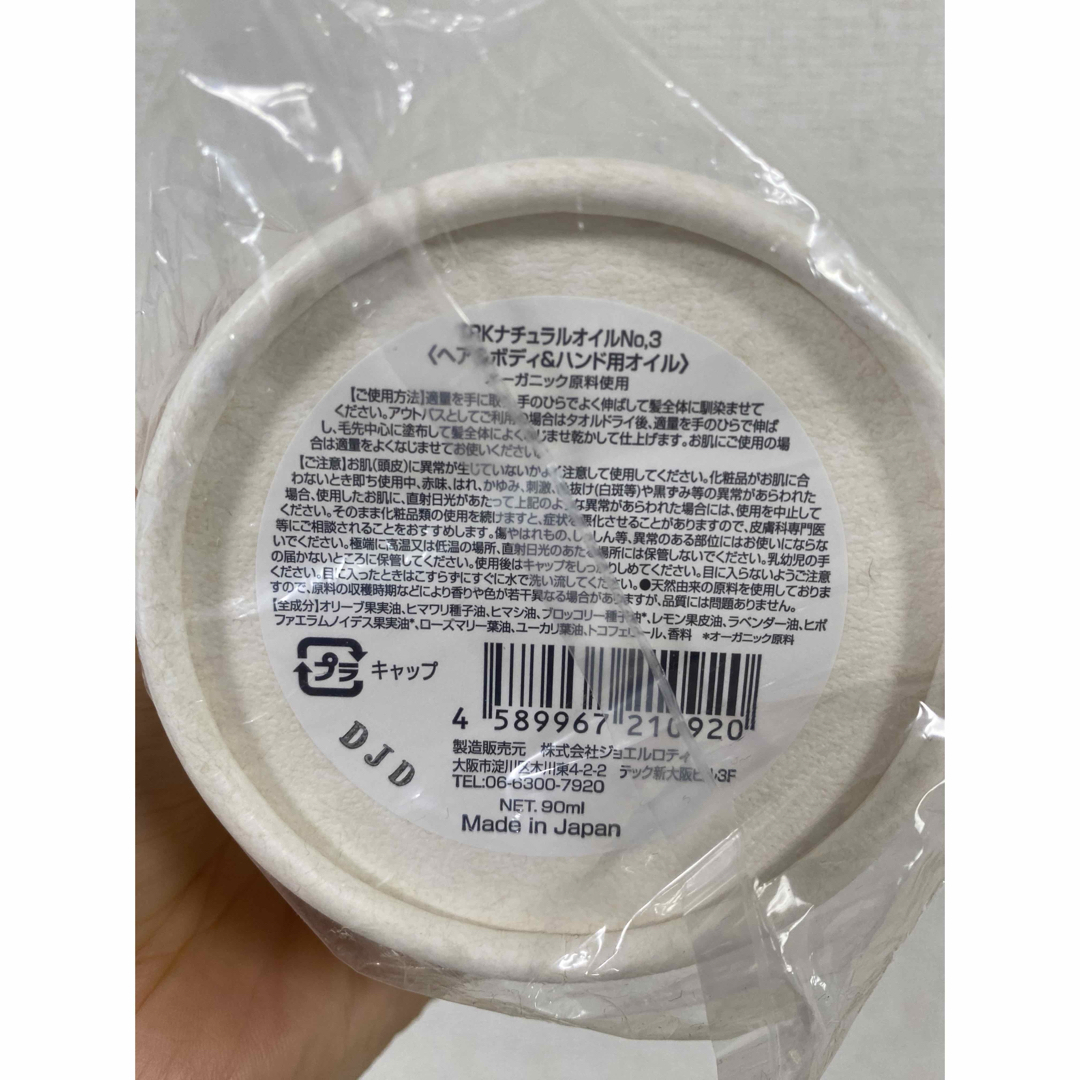 RKナチュラルオイルNo,3
〈ヘア&ボディ&ハンド用オイル〉
オーガニック原料使用
【ご使用方法】適量を手に取り、手のひらでよく伸ばして髪全体に馴染ませて
ください。アウトバスとしてご利用の場合はタオルドライ後、適量を手のひらで伸ば
し、毛先中心に塗布して髪全体によくなじませ乾かして仕上げます。お肌にご使用の場
合は適量をよくなじませてお使いください。
【ご注意】お肌(頭皮)に異常が生じていないかよく注意して使用してください。化粧品がお肌に合
わないとき即ち使用中、赤味、はれ、かゆみ、刺激、色抜け(白斑等)や黒ずみ等の異常があらわれた
場合、使用したお肌に、直射日光があたって上記のような異常があらわれた場合には、使用を中止して
ください。そのまま化粧品類の使用を続けますと、症状を悪化させることがありますので、皮膚科専門医
等にご相談されることをおすすめします。傷やはれもの、しっしん等、異常のある部位にはお使いにならな
いでください。極端に高温又は低温の場所、直射日光のあたる場所には保管しないでください。乳幼児の手
の届かないところに保管してください。使用後はキャップをしっかりしめてください。目に入らないようご注意
ください。目に入ったときはこすらずにすぐに水で洗い流してください。●天然由来の原料を使用しておりま
すので、原料の収穫時期などにより香りや色が若干異なる場合がありますが、品質には問題ありません。
【全成分】オリーブ果実油、ヒマワリ種子油、ヒマシ油、ブロッコリー種子油*、レモン果皮油、ラベンダー油、ヒポ
ファエラムノイデス果実油*、ローズマリー葉油、ユーカリ葉油、トコフェロール、香料 *オーガニック原料
プラ キャップ
4 589967 210920
DJD
製造販売元 株式会社ジョエルロティ
大阪市淀川区木川東4-2-2 テック新大阪ビル3F
TEL:06-6300-7920
NET. 90ml
Made in Japan